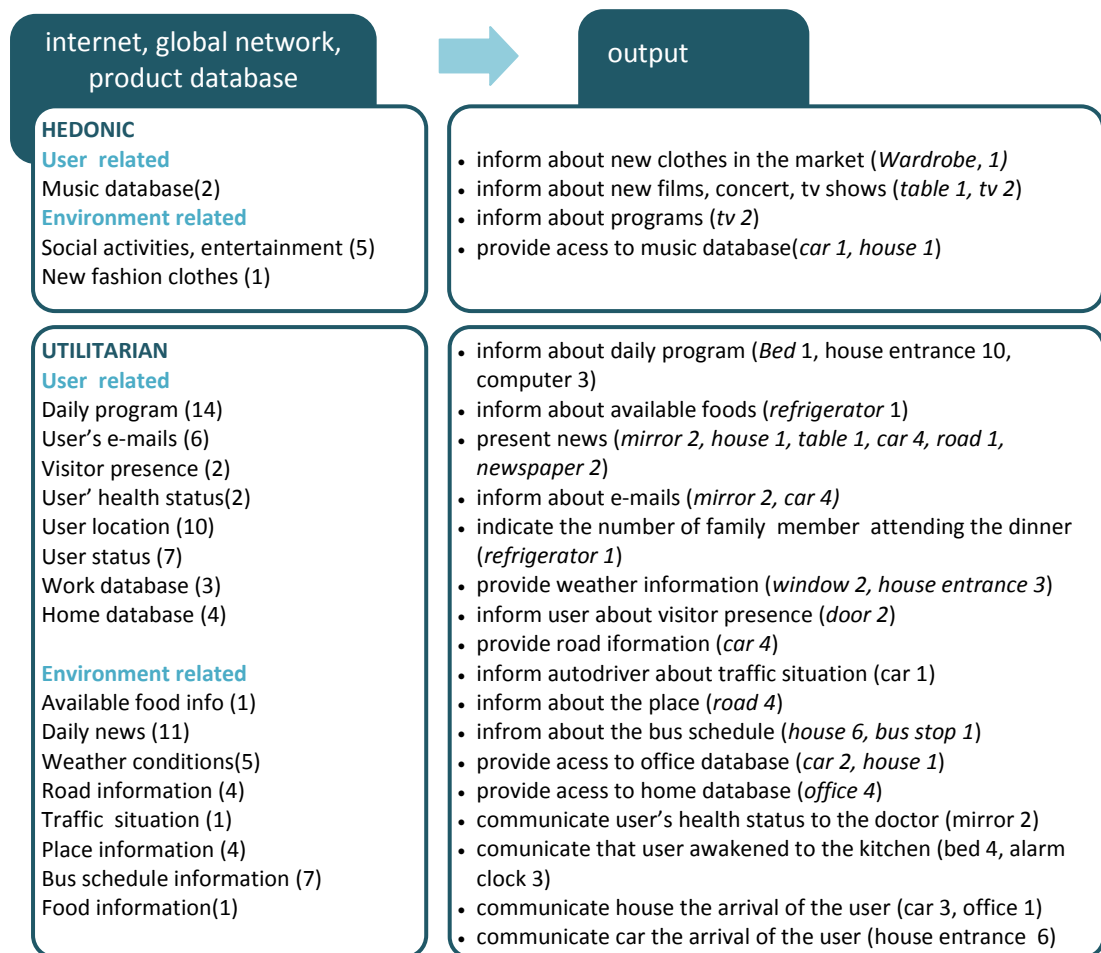 internet, global network,
product database
output
HEDONIC
User related
Music database(2)
Environment related
Social activities, entertainment (5)
New fashion clothes (1)
• inform about new clothes in the market (Wardrobe, 1)
• inform about new films, concert, tv shows (table 1, tv 2)
• inform about programs (tv 2)
• provide acess to music database(car 1, house 1)
UTILITARIAN
User related
Daily program (14)
User’s e-mails (6)
Visitor presence (2)
User’ health status(2)
User location (10)
User status (7)
Work database (3)
Home database (4)
Environment related
Available food info (1)
Daily news (11)
Weather conditions(5)
Road information (4)
Traffic situation (1)
Place information (4)
Bus schedule information (7)
Food information(1)
• inform about daily program (Bed 1, house entrance 10,
computer 3)
• inform about available foods (refrigerator 1)
• present news (mirror 2, house 1, table 1, car 4, road 1,
newspaper 2)
• inform about e-mails (mirror 2, car 4)
• indicate the number of family member attending the dinner
(refrigerator 1)
• provide weather information (window 2, house entrance 3)
• inform user about visitor presence (door 2)
• provide road iformation (car 4)
• inform autodriver about traffic situation (car 1)
• inform about the place (road 4)
• infrom about the bus schedule (house 6, bus stop 1)
• provide acess to office database (car 2, house 1)
• provide acess to home database (office 4)
• communicate user’s health status to the doctor (mirror 2)
• comunicate that user awakened to the kitchen (bed 4, alarm
clock 3)
• communicate house the arrival of the user (car 3, office 1)
• communicate car the arrival of the user (house entrance 6)